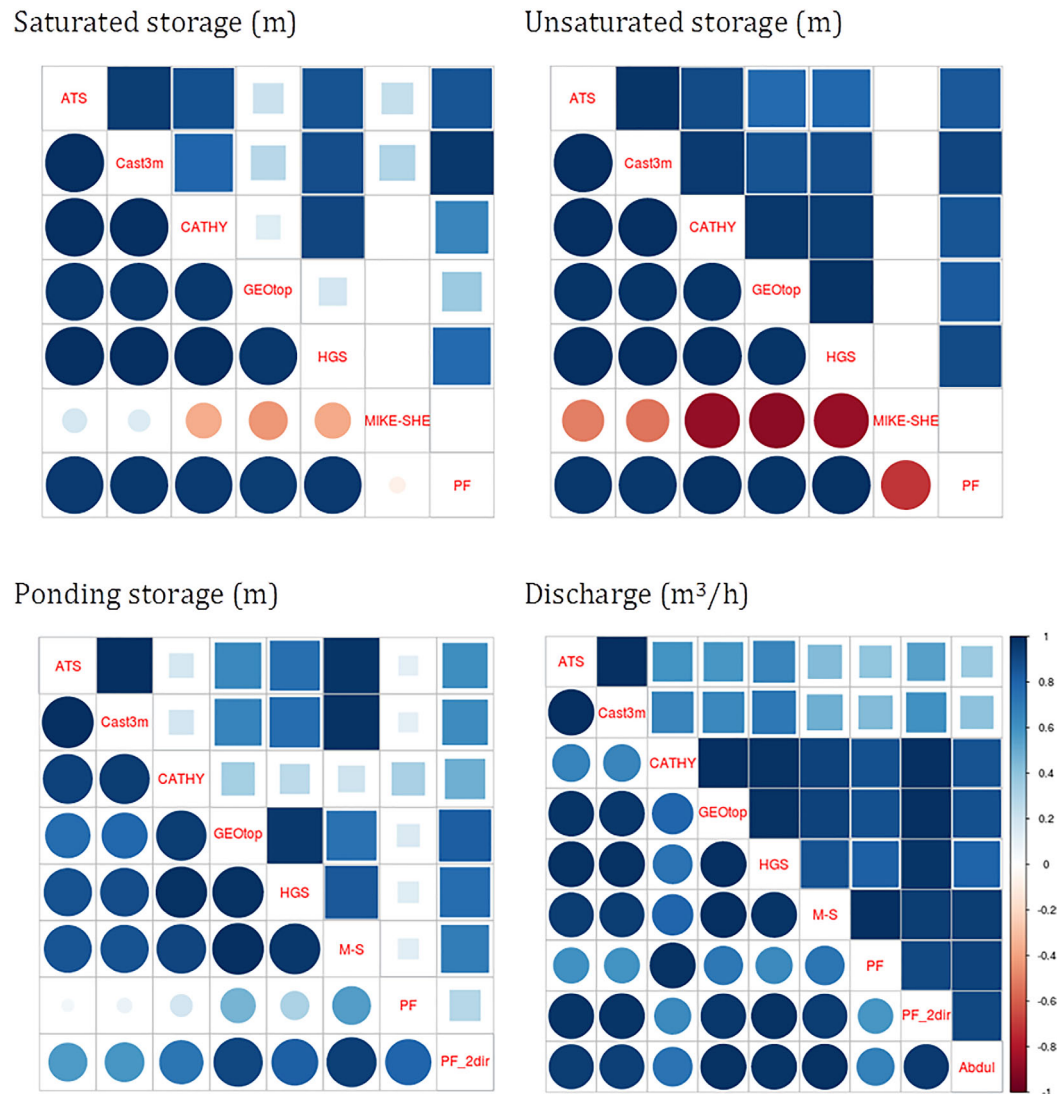 Saturated storage (m)
ATS
Cast3m
CATHY
GEOtop
HGS
MIKE-SHE
PF
Unsaturated storage (m)
ATS
Cast3m
CATHY
GEOtop
HGS
MIKE-SHE
PF
Ponding storage (m)
ATS
Cast3m
CATHY
GEOtop
HGS
M-S
PF
PF_2dir
Discharge (m³/h)
ATS
Cast3m
CATHY
GEOtop
HGS
M-S
PF
PF_2dir
Abdul
1
0.8
0.6
0.4
0.2
0
-0.2
-0.4
-0.6
-0.8
-1